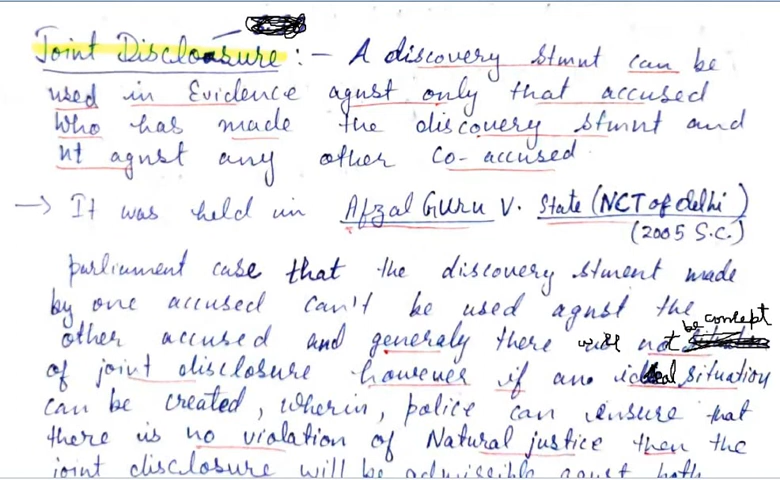 Joint Disclosure :- A discovery stmnt can be
used in Evidence agnst only that accused
who has made the discovery stmnt and
nt agnst any other co-accused
→ It was held in Afzal Guru V. State (NCT of delhi)
(2005 S.C.)
parliament case that the discovery stment made
by one accused can't be used agnst the
other accused and generaly there will not be concept
of joint disclosure however if an ideal situation
can be created, wherein, police can ensure that
there is no violation of Natural justice then the
joint disclosure will be admissible agnst both